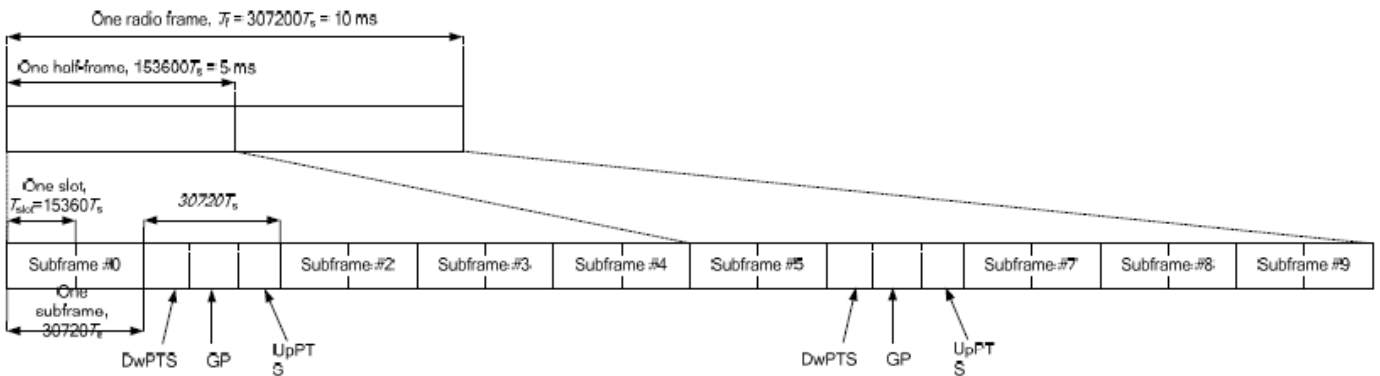 One radio frame, Tf = 307200Ts = 10 ms
One half-frame, 153600Ts = 5 ms
One slot,
Tslot=15360Ts
30720Ts
Subframe #0
Subframe #2
Subframe #3
Subframe #4
Subframe #5
Subframe #7
Subframe #8
Subframe #9
One
subframe,
30720Ts
DwPTS
GP
UpPT
S
DwPTS
GP
UpPT
S